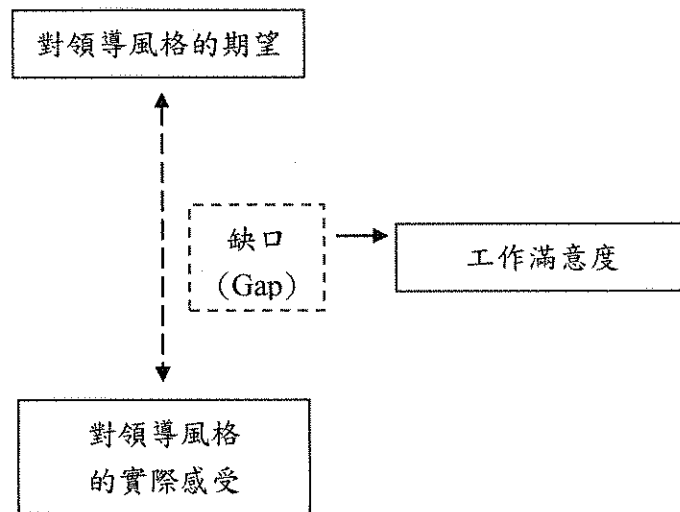 對領導風格的期望
缺口
(Gap)
工作滿意度
對領導風格
的實際感受